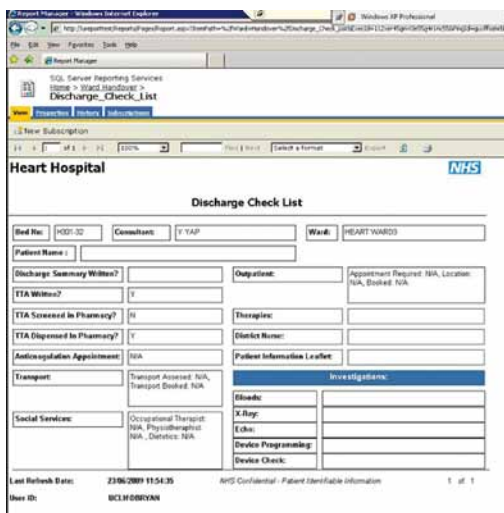 Report Manager - Windows Internet Explorer
Windows XP Professional
File Edit View Favorites Tools Help
Report Manager
SQL Server Reporting Services
Home > Ward Handover >
Discharge_Check_List
View Properties History Subscriptions
New Subscription
1 of 1 100% Find | Next Select a format Export
Heart Hospital NHS
Discharge Check List
Bed No: H001-32 Consultant: Y YAP Ward: HEART WARD3
Patient Name :
Discharge Summary Written? Outpatient: Appointment Required: N/A, Location:
N/A, Booked: N/A
TTA Written? Y
TTA Screened in Pharmacy? N Therapies:
TTA Dispensed In Pharmacy? Y District Nurse:
Anticoagulation Appointment: N/A Patient Information Leaflet:
Transport: Transport Assessed: N/A,
Transport Booked: N/A
Investigations:
Bloods:
X-Ray:
Social Services: Occupational Therapist:
N/A, Physiotheraphist:
N/A , Dietetics: N/A
Echo:
Device Programming:
Device Check:
Last Refresh Date: 23/06/2009 11:54:35 NHS Confidential - Patient Identifiable Information 1 of 1
User ID: UCLH\OBRYAN